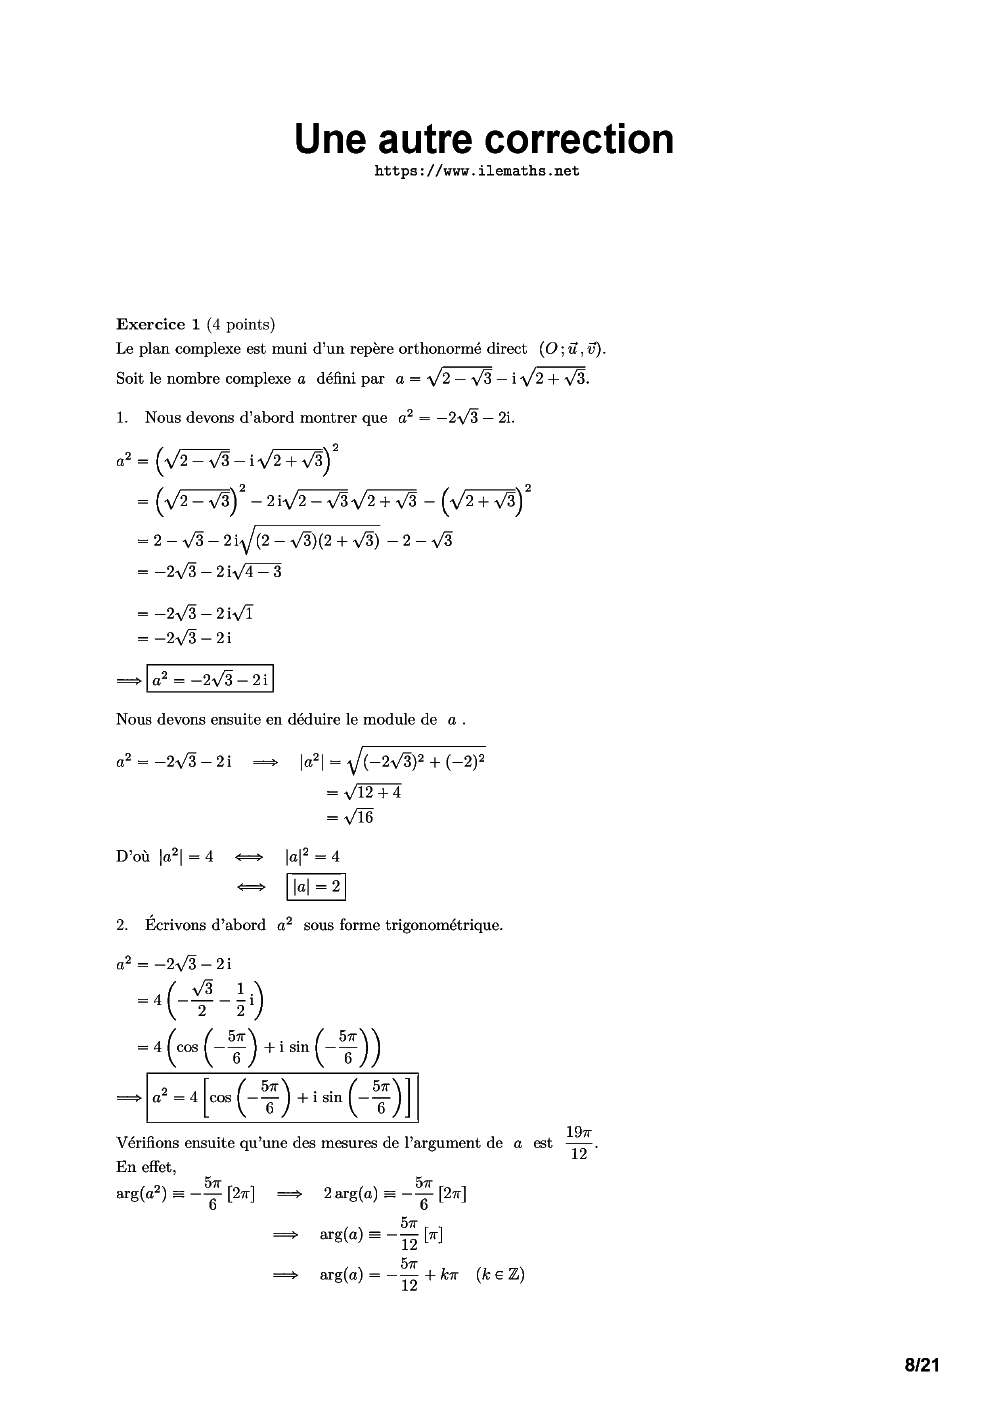 Une autre correction
https://www.ilemaths.net
Exercice 1 (4 points)
Le plan complexe est muni d'un repère orthonormé direct (O ; u⃗ , v⃗).
Soit le nombre complexe a défini par a = √(2 − √3) − i √(2 + √3).
1. Nous devons d'abord montrer que a² = −2√3 − 2i.
a² = (√(2 − √3) − i √(2 + √3))²
= (√(2 − √3))² − 2 i√(2 − √3) √(2 + √3) − (√(2 + √3))²
= 2 − √3 − 2 i√((2 − √3)(2 + √3)) − 2 − √3
= −2√3 − 2 i√(4 − 3)
= −2√3 − 2 i√1
= −2√3 − 2 i
⟹ a² = −2√3 − 2 i
Nous devons ensuite en déduire le module de a .
a² = −2√3 − 2 i ⟹ |a²| = √((−2√3)² + (−2)²)
= √(12 + 4)
= √16
D'où |a²| = 4 ⟺ |a|² = 4
⟺ |a| = 2
2. Écrivons d'abord a² sous forme trigonométrique.
a² = −2√3 − 2 i
= 4 (−√3/2 − 1/2 i)
= 4 (cos (−5π/6) + i sin (−5π/6))
⟹ a² = 4 [cos (−5π/6) + i sin (−5π/6)]
Vérifions ensuite qu'une des mesures de l'argument de a est 19π/12.
En effet,
arg(a²) ≡ −5π/6 [2π] ⟹ 2 arg(a) ≡ −5π/6 [2π]
⟹ arg(a) ≡ −5π/12 [π]
⟹ arg(a) = −5π/12 + kπ (k ∈ ℤ)
8/21